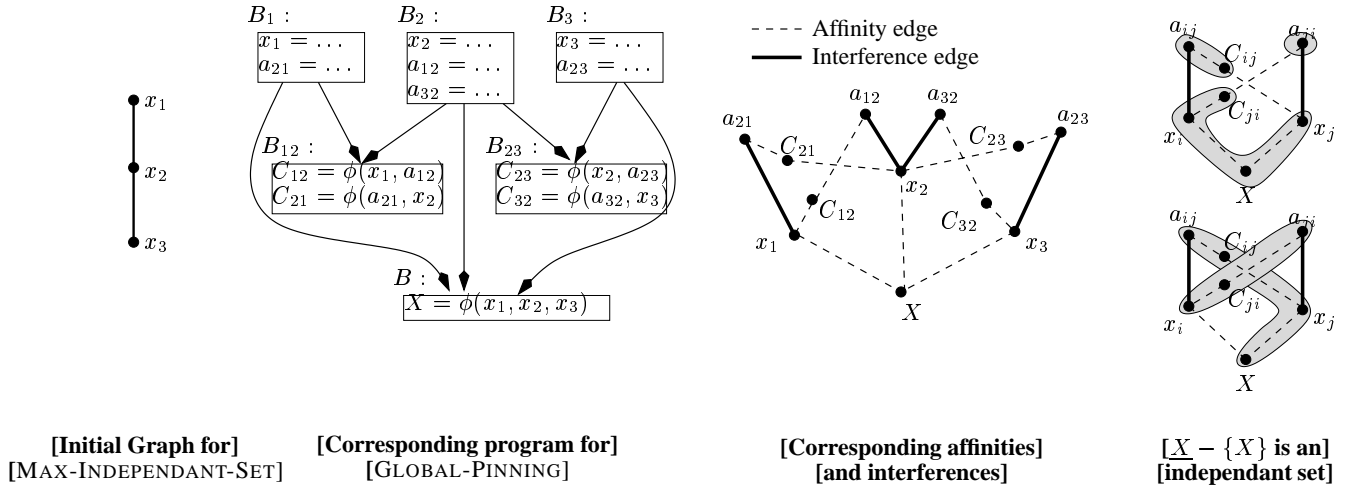 x₁
x₂
x₃
[Initial Graph for]
[MAX-INDEPENDANT-SET]
B₁ :
x₁ = ...
a₂₁ = ...
B₂ :
x₂ = ...
a₁₂ = ...
a₃₂ = ...
B₃ :
x₃ = ...
a₂₃ = ...
B₁₂ :
C₁₂ = ϕ(x₁, a₁₂)
C₂₁ = ϕ(a₂₁, x₂)
B₂₃ :
C₂₃ = ϕ(x₂, a₂₃)
C₃₂ = ϕ(a₃₂, x₃)
B :
X = ϕ(x₁, x₂, x₃)
[Corresponding program for]
[GLOBAL-PINNING]
Affinity edge
Interference edge
a₁₂
a₃₂
a₂₁
a₂₃
C₂₁
C₂₃
x₂
C₁₂
C₃₂
x₁
x₃
X
[Corresponding affinities]
[and interferences]
aᵢⱼ
aⱼᵢ
Cᵢⱼ
Cⱼᵢ
xᵢ
xⱼ
X
aᵢⱼ
aⱼᵢ
Cᵢⱼ
Cⱼᵢ
xᵢ
xⱼ
X
[X̲ − {X} is an]
[independant set]